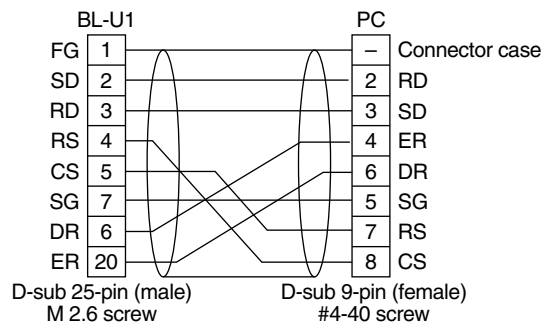 BL-U1 PC
FG 1 – Connector case
SD 2 2 RD
RD 3 3 SD
RS 4 4 ER
CS 5 6 DR
SG 7 5 SG
DR 6 7 RS
ER 20 8 CS
D-sub 25-pin (male) D-sub 9-pin (female)
M 2.6 screw #4-40 screw